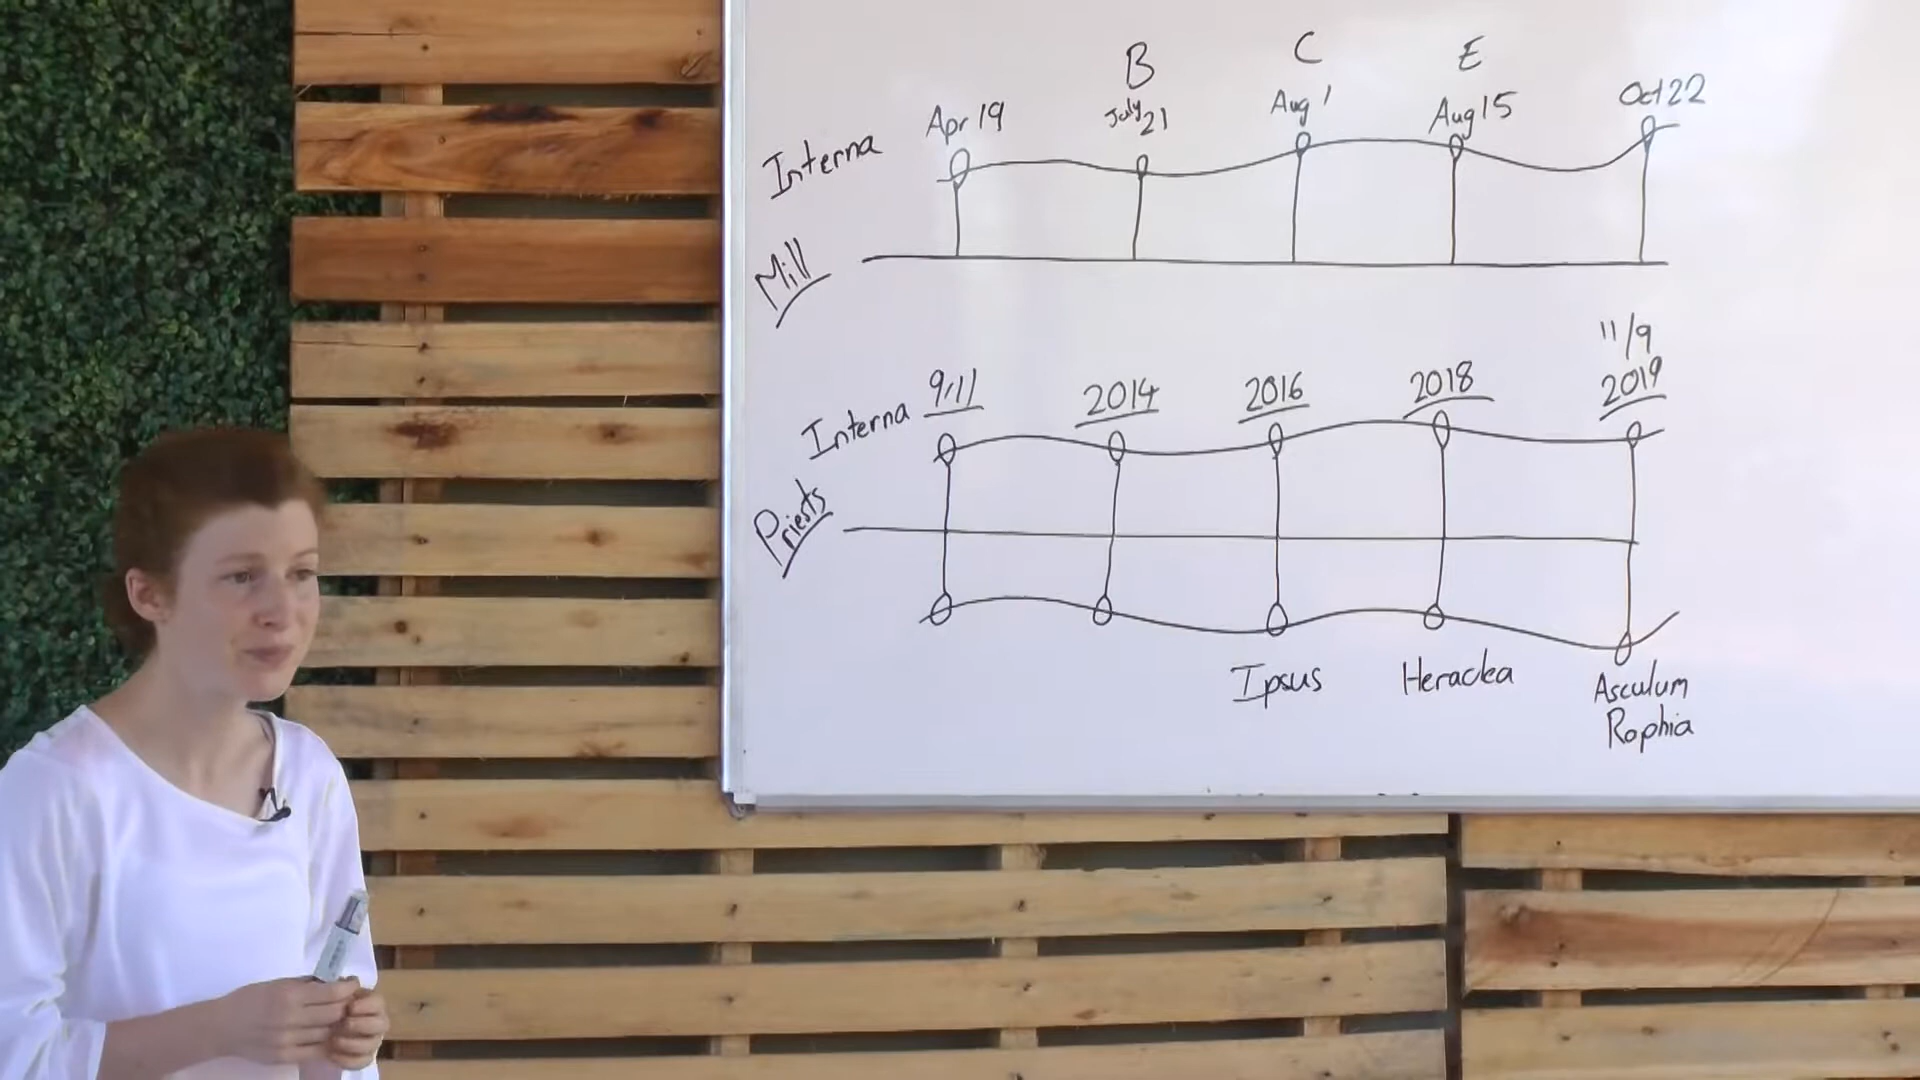 B C E
Apr 19 July 21 Aug 1 Aug 15 Oct 22
Interna
Mill
11/9
9/11 2014 2016 2018 2019
Interna
Priests
Ipsus Heraclea Asculum
Raphia